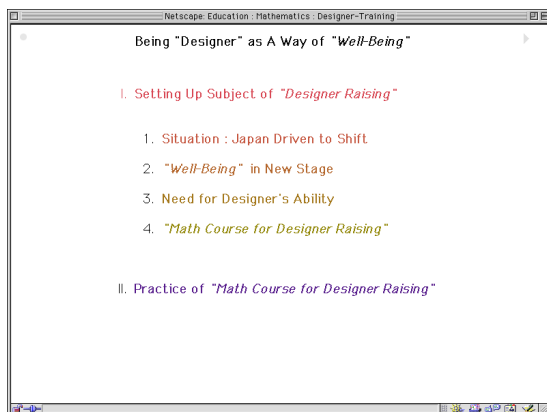 Netscape: Education : Mathematics : Designer-Training
Being "Designer" as A Way of "Well-Being"
I. Setting Up Subject of "Designer Raising"
1. Situation : Japan Driven to Shift
2. "Well-Being" in New Stage
3. Need for Designer's Ability
4. "Math Course for Designer Raising"
II. Practice of "Math Course for Designer Raising"